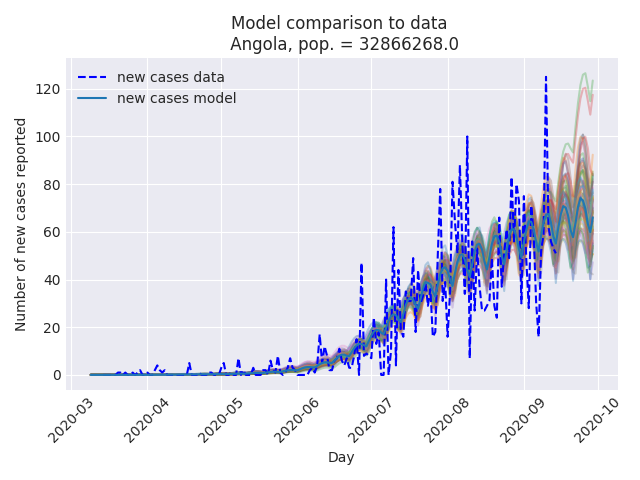 Model comparison to data
Angola, pop. = 32866268.0
new cases data
new cases model
Number of new cases reported
120
100
80
60
40
20
0
2020-03
2020-04
2020-05
2020-06
2020-07
2020-08
2020-09
2020-10
Day